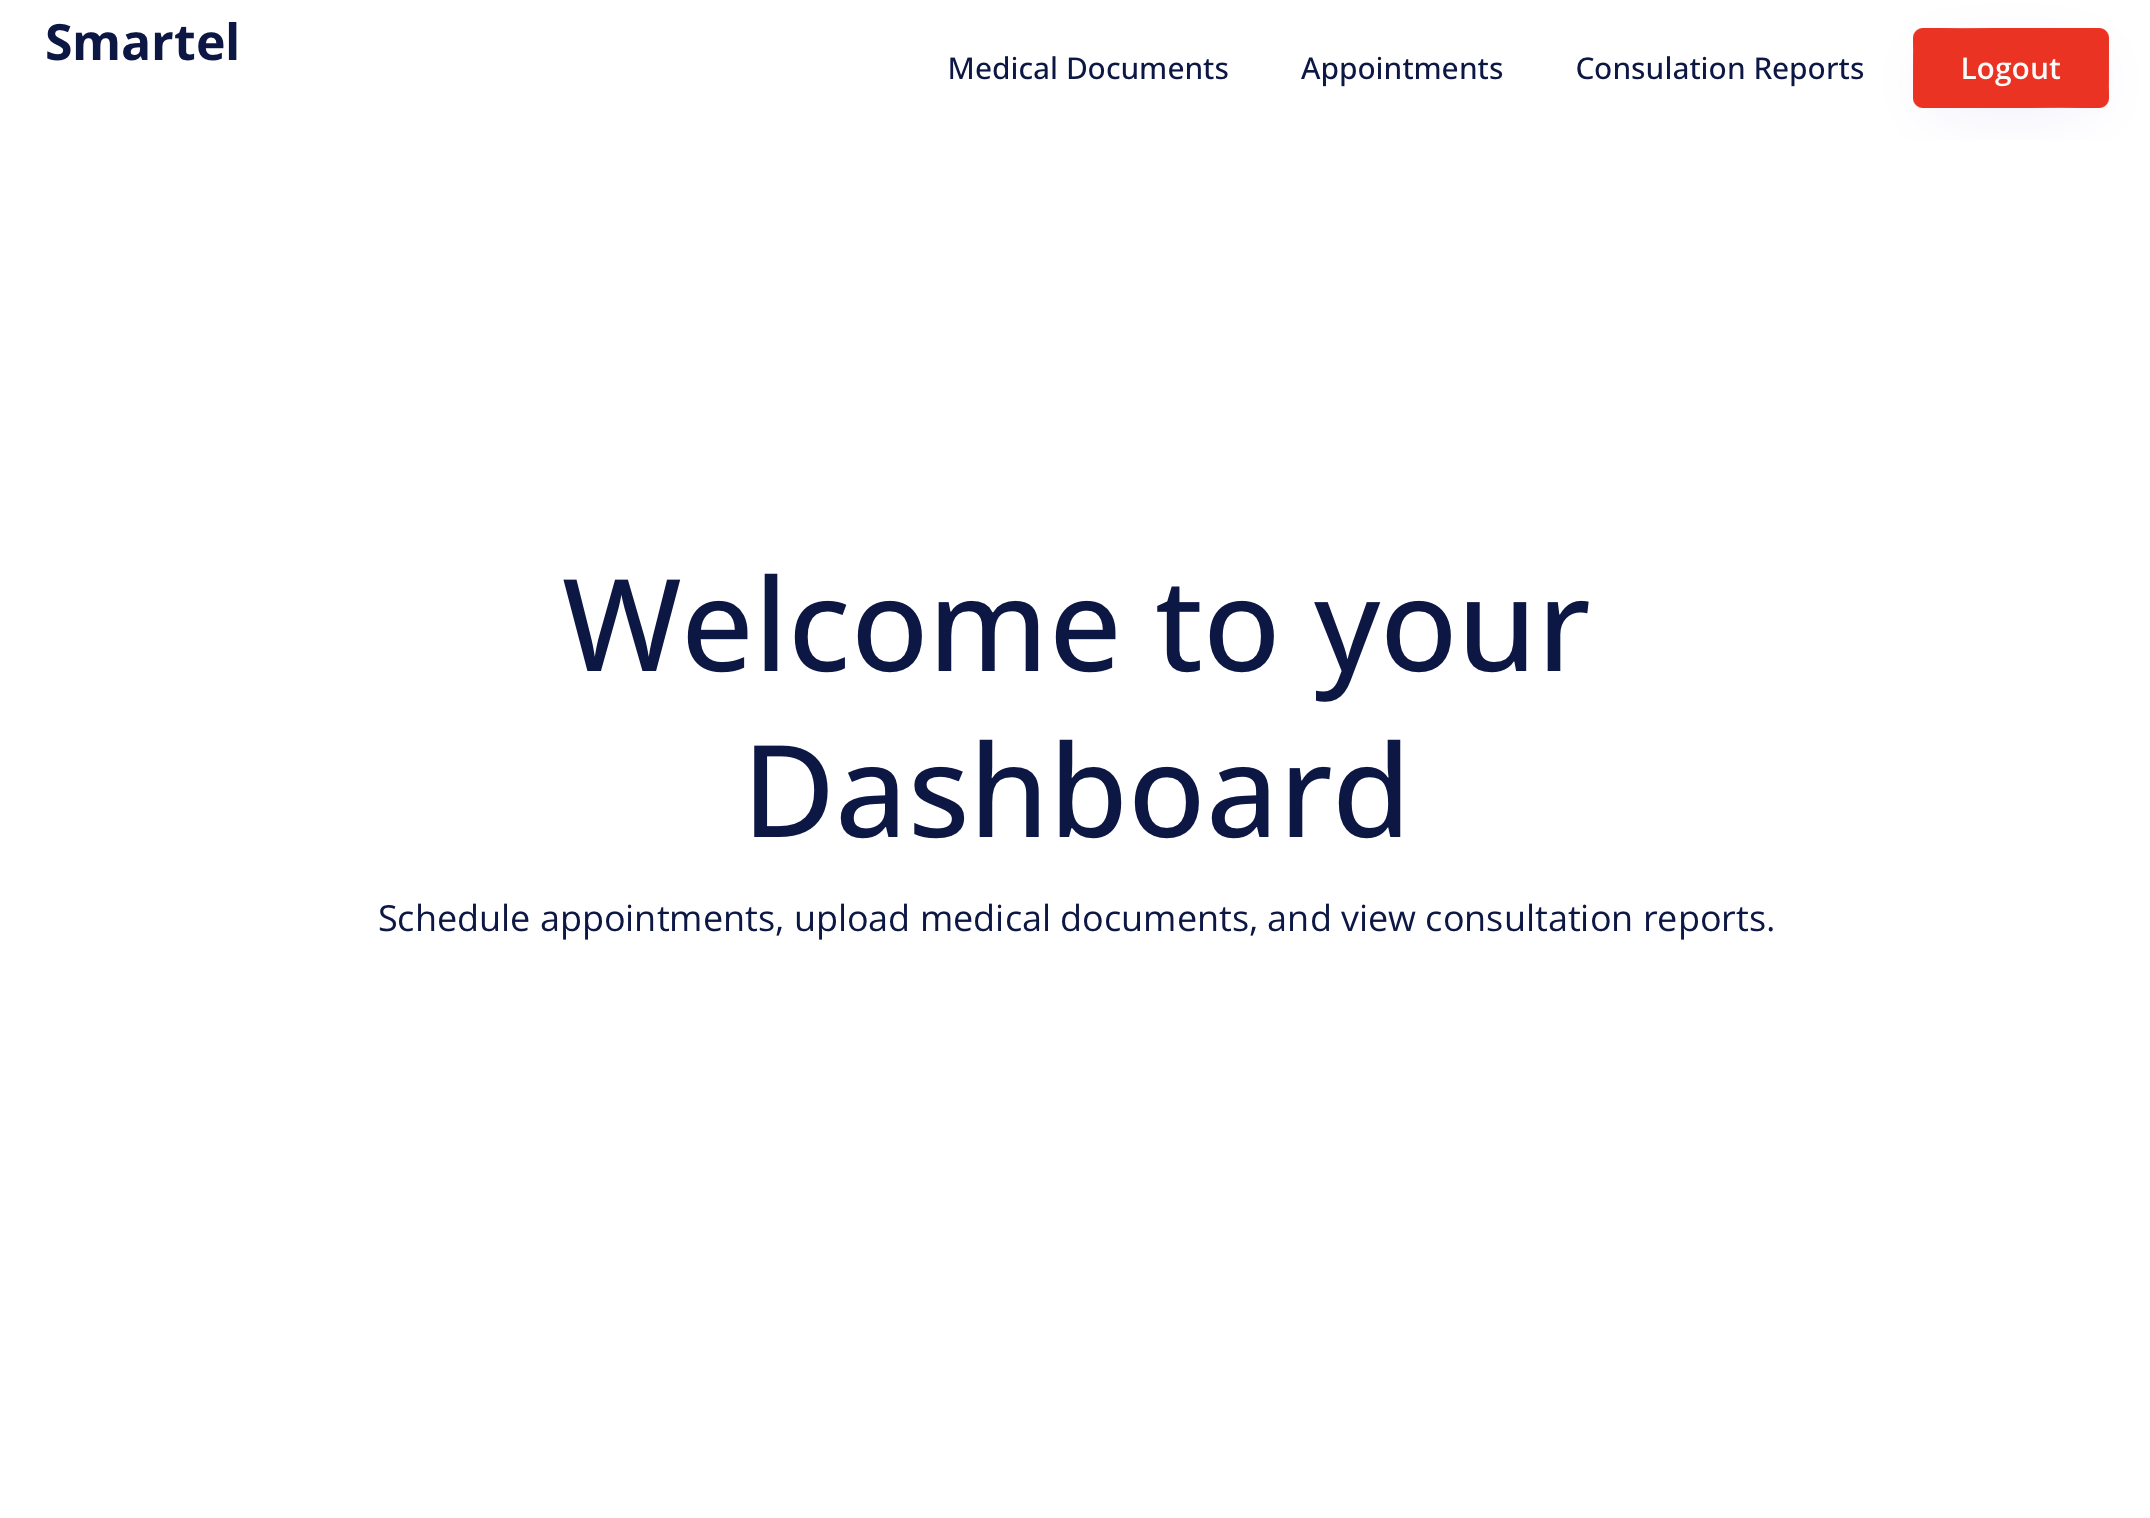 Smartel
Medical Documents Appointments Consulation Reports Logout
Welcome to your
Dashboard
Schedule appointments, upload medical documents, and view consultation reports.